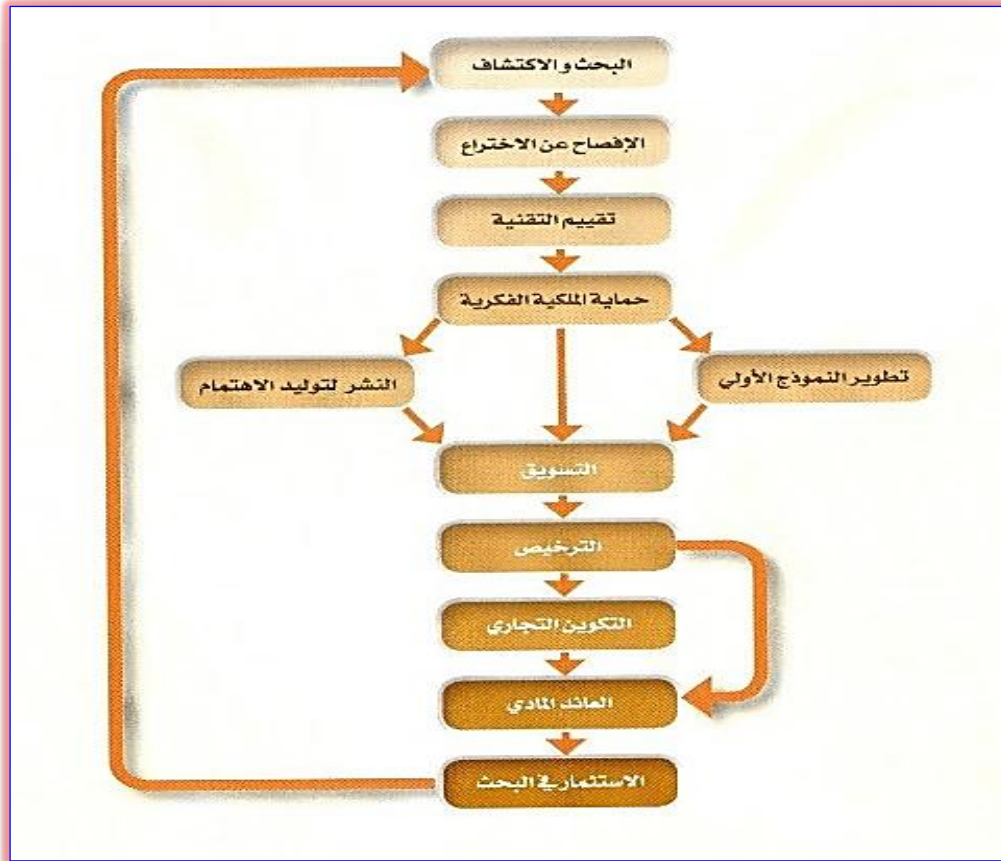 البحث والاكتشاف
الإفصاح عن الاختراع
تقييم التقنية
حماية الملكية الفكرية
تطوير النموذج الأولي
النشر لتوليد الاهتمام
التسويق
الترخيص
التكوين التجاري
العائد المادي
الاستثمار في البحث